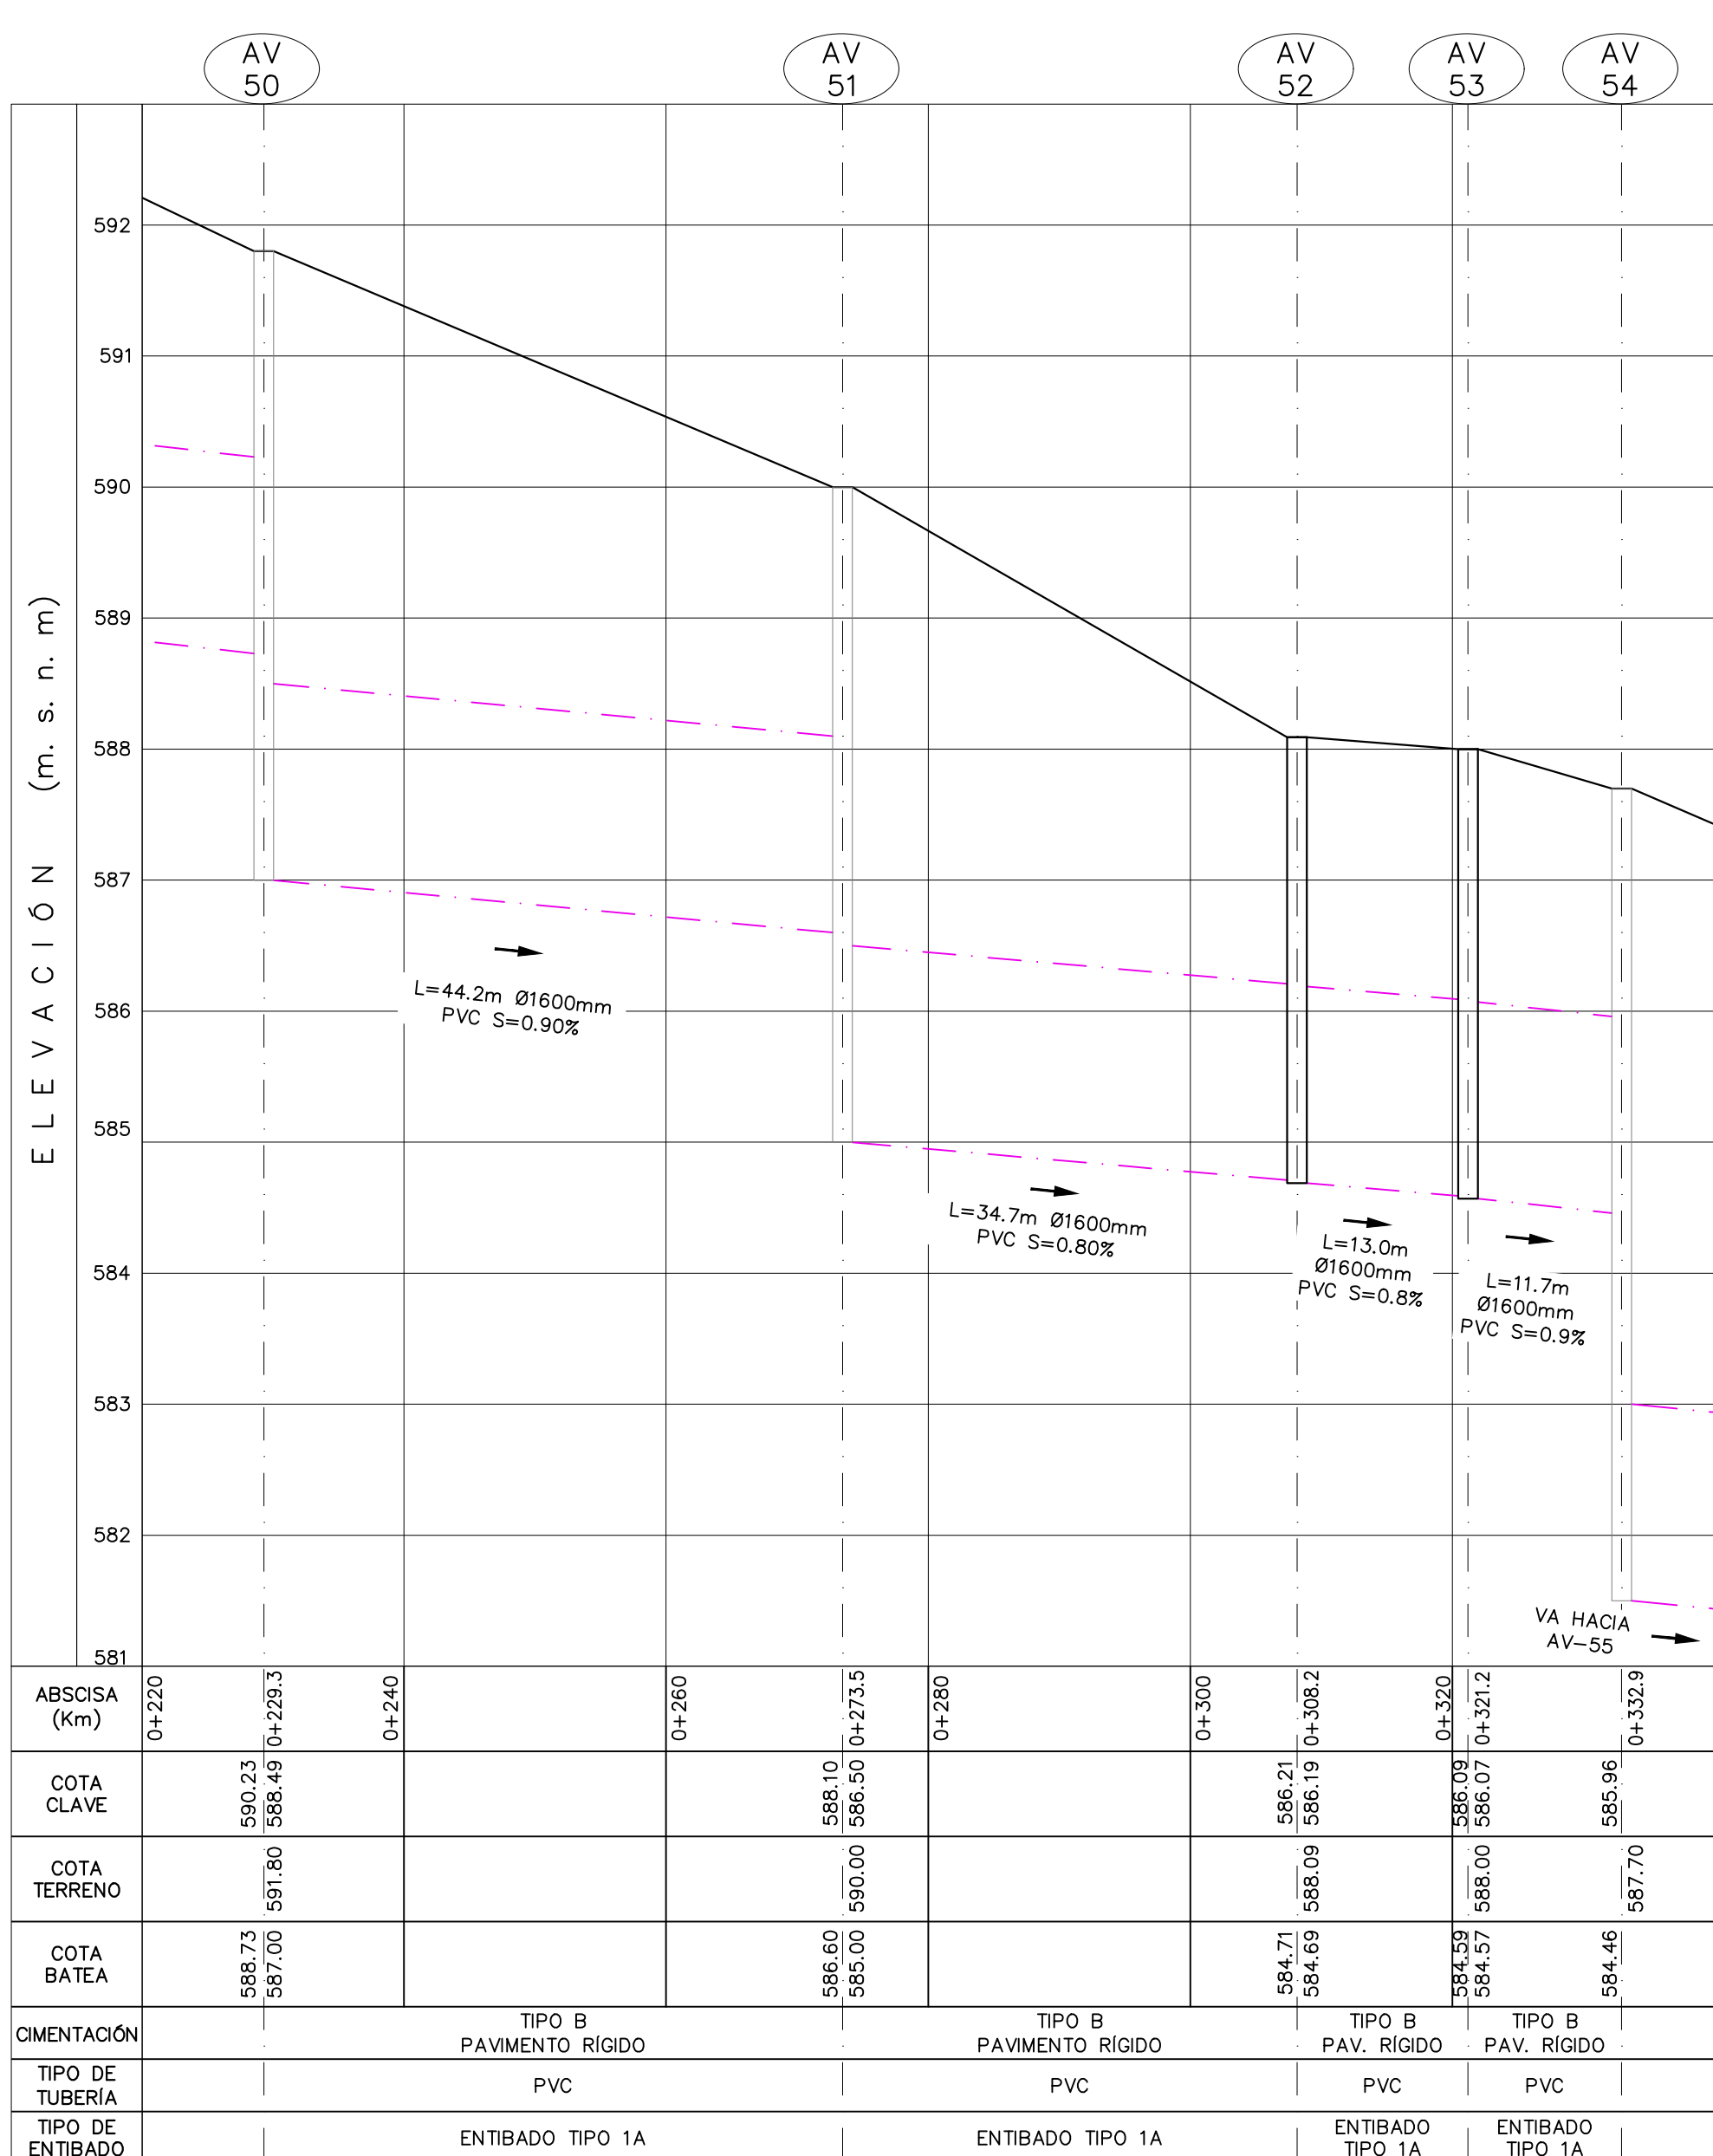 AV
50
AV
51
AV
52
AV
53
AV
54
ELEVACIÓN (m. s. n. m)
592
591
590
589
588
587
586
585
584
583
582
581
L=44.2m Ø1600mm
PVC S=0.90%
L=34.7m Ø1600mm
PVC S=0.80%
L=13.0m
Ø1600mm
PVC S=0.8%
L=11.7m
Ø1600mm
PVC S=0.9%
VA HACIA
AV-55
ABSCISA
(Km)
0+220
0+229.3
0+240
0+260
0+273.5
0+280
0+300
0+308.2
0+320
0+321.2
0+332.9
COTA
CLAVE
590.23
588.49
588.10
586.50
586.21
586.19
586.09
586.07
585.96
COTA
TERRENO
591.80
590.00
588.09
588.00
587.70
COTA
BATEA
588.73
587.00
586.60
585.00
584.71
584.69
584.59
584.57
584.46
CIMENTACIÓN
TIPO B
PAVIMENTO RÍGIDO
TIPO B
PAVIMENTO RÍGIDO
TIPO B
PAV. RÍGIDO
TIPO B
PAV. RÍGIDO
TIPO DE
TUBERÍA
PVC
PVC
PVC
PVC
TIPO DE
ENTIBADO
ENTIBADO TIPO 1A
ENTIBADO TIPO 1A
ENTIBADO
TIPO 1A
ENTIBADO
TIPO 1A